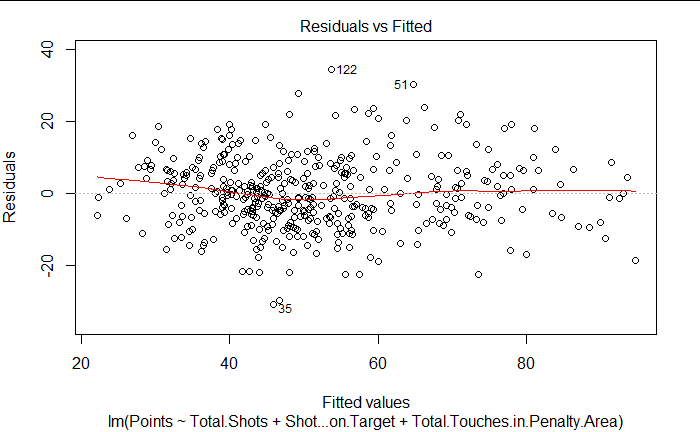 Residuals vs Fitted
Residuals
40
20
0
-20
122
51
35
20
40
60
80
Fitted values
lm(Points ~ Total.Shots + Shot...on.Target + Total.Touches.in.Penalty.Area)